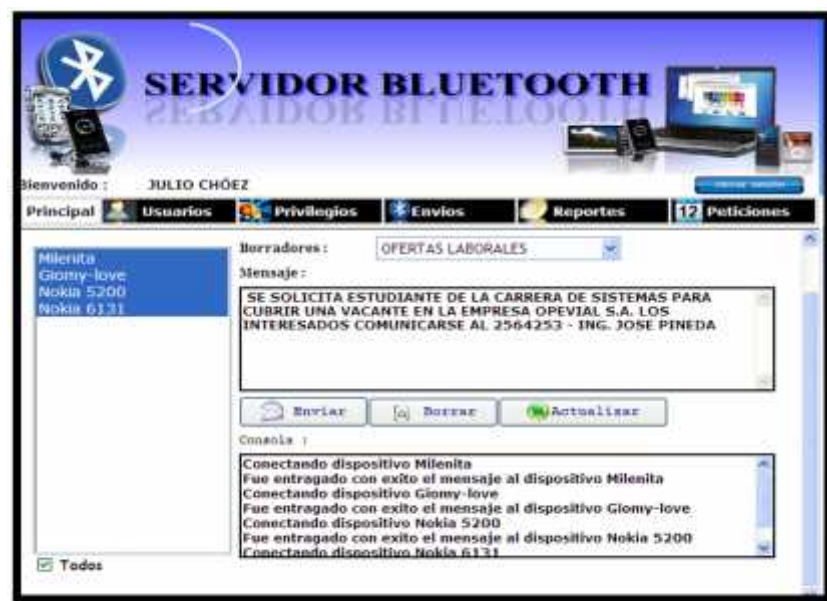 SERVIDOR BLUETOOTH
Bienvenido : JULIO CHÓEZ
Principal Usuarios Privilegios Envios Reportes 12 Peticiones
Milenita
Giomy-love
Nokia 5200
Nokia 6131
Todos
Borradores : OFERTAS LABORALES
Mensaje :
SE SOLICITA ESTUDIANTE DE LA CARRERA DE SISTEMAS PARA
CUBRIR UNA VACANTE EN LA EMPRESA OPEVIAL S.A. LOS
INTERESADOS COMUNICARSE AL 2564253 - ING. JOSE PINEDA
Enviar Borrar Actualizar
Consola :
Conectando dispositivo Milenita
Fue entragado con exito el mensaje al dispositivo Milenita
Conectando dispositivo Giomy-love
Fue entragado con exito el mensaje al dispositivo Giomy-love
Conectando dispositivo Nokia 5200
Fue entragado con exito el mensaje al dispositivo Nokia 5200
Conectando dispositivo Nokia 6131